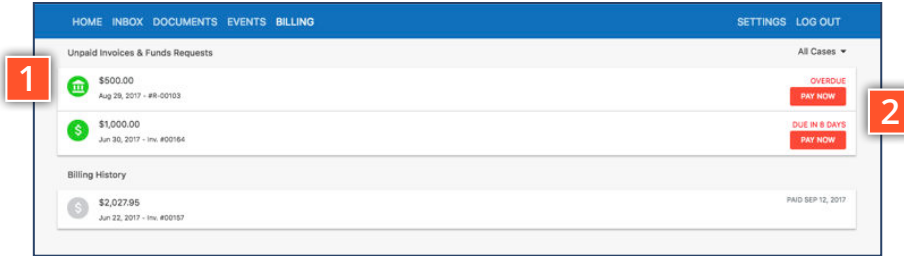 HOME INBOX DOCUMENTS EVENTS BILLING SETTINGS LOG OUT
Unpaid Invoices & Funds Requests All Cases
1
$500.00 OVERDUE
Aug 29, 2017 - #R-00103 PAY NOW
2
$1,000.00 DUE IN 8 DAYS
Jun 30, 2017 - Inv. #00164 PAY NOW
Billing History
$2,027.95 PAID SEP 12, 2017
Jun 22, 2017 - Inv. #00157